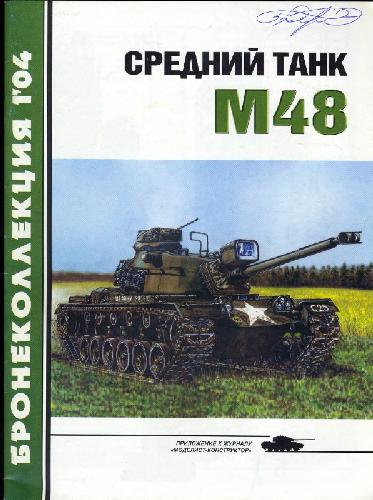 СРЕДНИЙ ТАНК
М48
БРОНЕКОЛЛЕКЦИЯ 1'04
ПРИЛОЖЕНИЕ К ЖУРНАЛУ
«МОДЕЛИСТ-КОНСТРУКТОР»